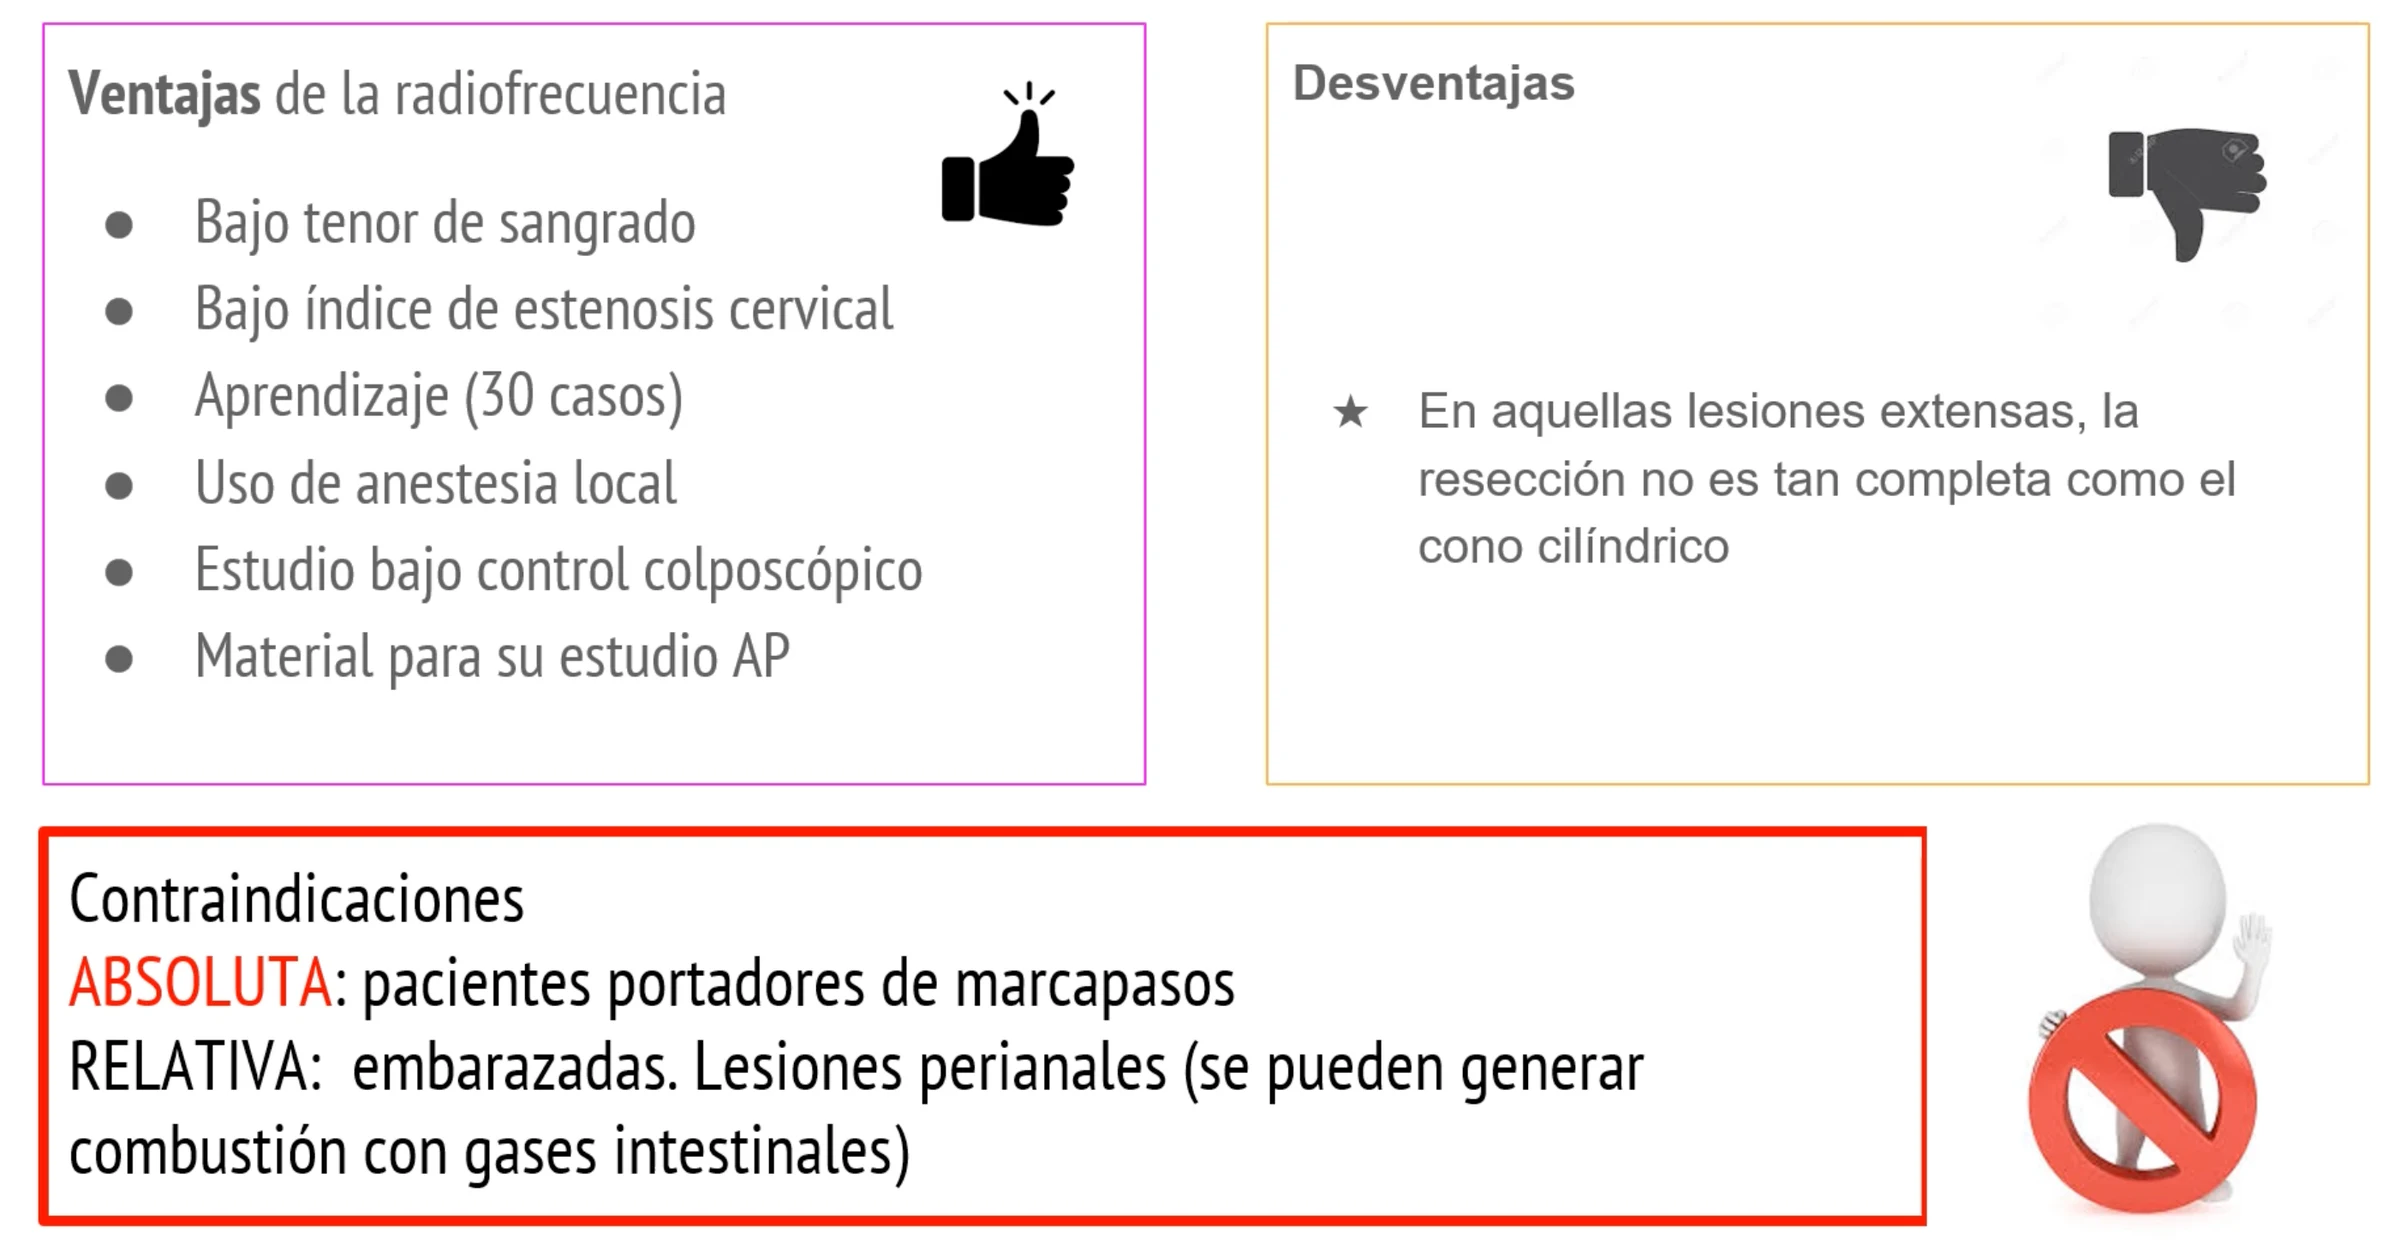 Ventajas de la radiofrecuencia
● Bajo tenor de sangrado
● Bajo índice de estenosis cervical
● Aprendizaje (30 casos)
● Uso de anestesia local
● Estudio bajo control colposcópico
● Material para su estudio AP
Desventajas
★ En aquellas lesiones extensas, la
resección no es tan completa como el
cono cilíndrico
Contraindicaciones
ABSOLUTA: pacientes portadores de marcapasos
RELATIVA: embarazadas. Lesiones perianales (se pueden generar
combustión con gases intestinales)